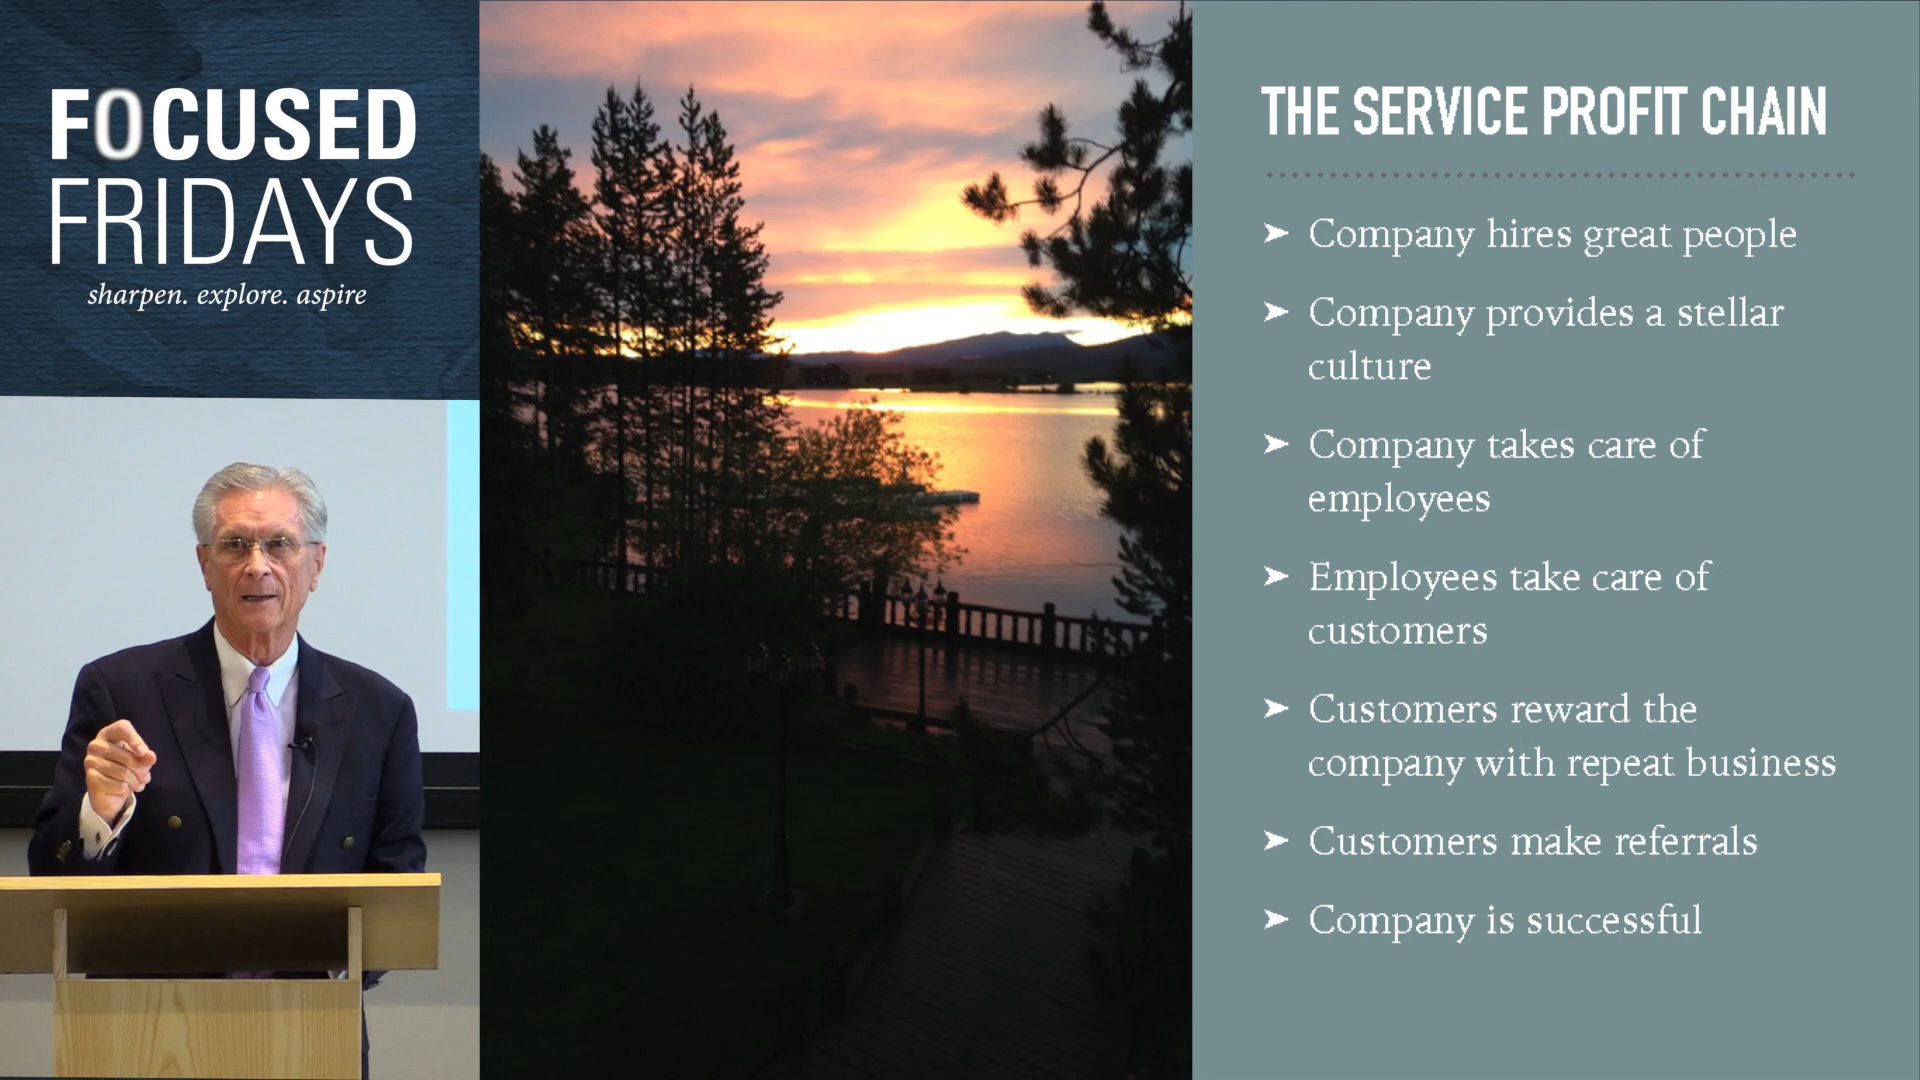 FOCUSED
FRIDAYS
sharpen. explore. aspire
THE SERVICE PROFIT CHAIN
➤ Company hires great people
➤ Company provides a stellar
culture
➤ Company takes care of
employees
➤ Employees take care of
customers
➤ Customers reward the
company with repeat business
➤ Customers make referrals
➤ Company is successful